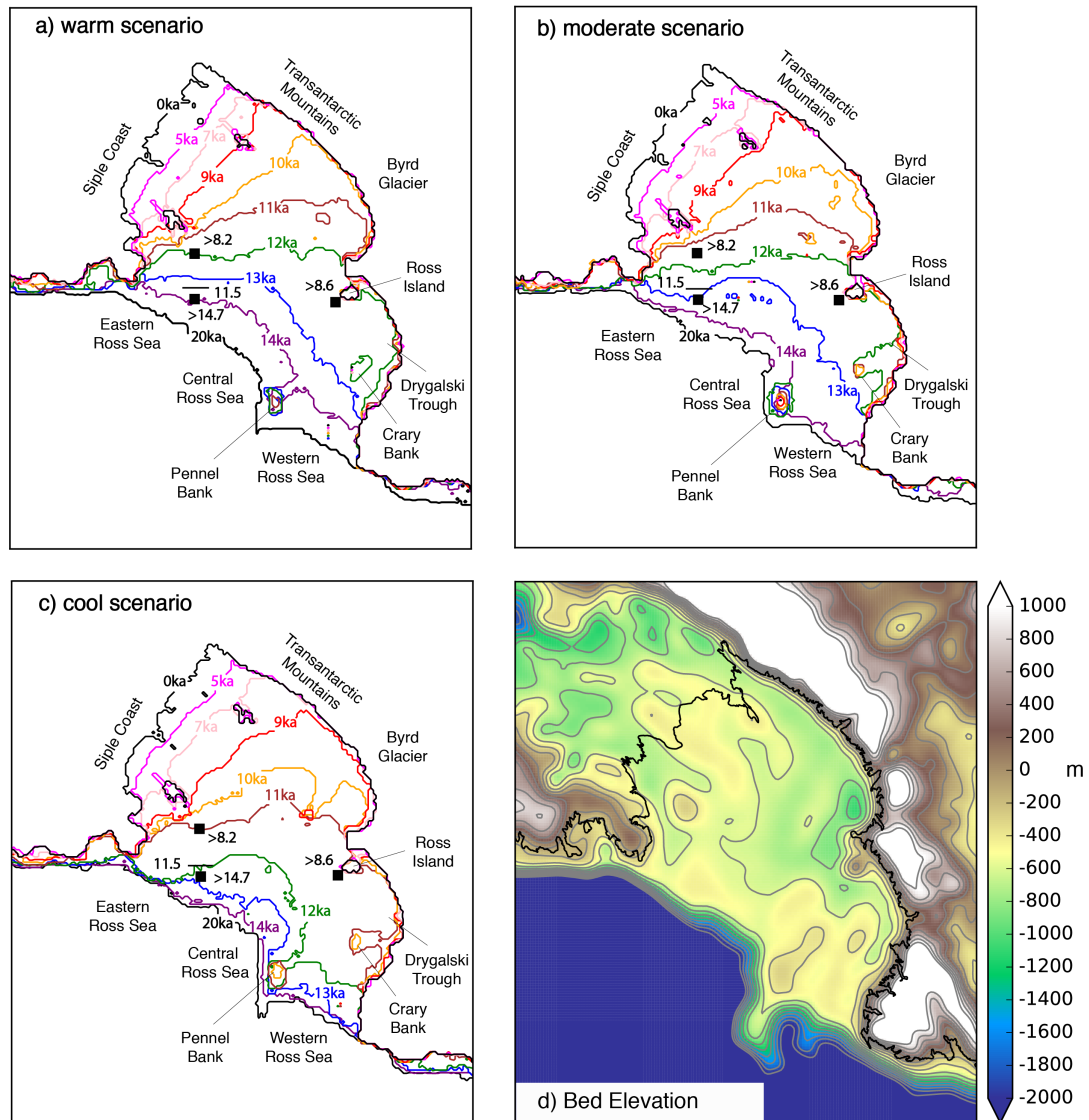 a) warm scenario
Transantarctic
Mountains
0ka
Siple Coast
5ka
7ka
10ka
9ka
Byrd
Glacier
11ka
>8.2
12ka
13ka
Ross
Island
>8.6
11.5
>14.7
Eastern
Ross Sea
20ka
14ka
Central
Ross Sea
Drygalski
Trough
Crary
Bank
Pennel
Bank
Western
Ross Sea
b) moderate scenario
Transantarctic
Mountains
0ka
5ka
Siple Coast
7ka
Byrd
Glacier
10ka
9ka
11ka
>8.2
12ka
Ross
Island
11.5
>8.6
>14.7
Eastern
Ross Sea
20ka
14ka
Central
Ross Sea
13ka
Drygalski
Trough
Crary
Bank
Pennel
Bank
Western
Ross Sea
c) cool scenario
Transantarctic
Mountains
0ka
5ka
Siple Coast
7ka
9ka
Byrd
Glacier
10ka
11ka
>8.2
Ross
Island
11.5
>8.6
>14.7
Eastern
Ross Sea
20ka
14ka
12ka
Central
Ross Sea
Drygalski
Trough
13ka
Crary
Bank
Pennel
Bank
Western
Ross Sea
d) Bed Elevation
1000
800
600
400
200
0
m
-200
-400
-600
-800
-1000
-1200
-1400
-1600
-1800
-2000